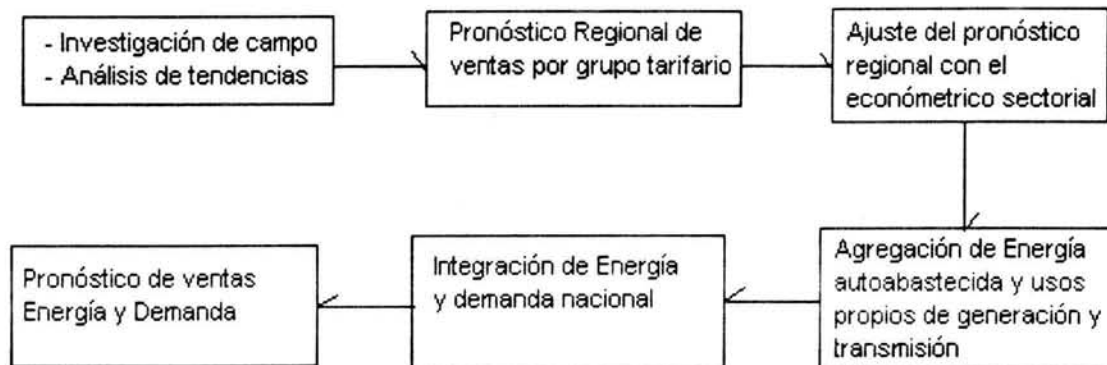 - Investigación de campo
- Análisis de tendencias
Pronóstico Regional de
ventas por grupo tarifario
Ajuste del pronóstico
regional con el
económetrico sectorial
Agregación de Energía
autoabastecida y usos
propios de generación y
transmisión
Integración de Energía
y demanda nacional
Pronóstico de ventas
Energía y Demanda